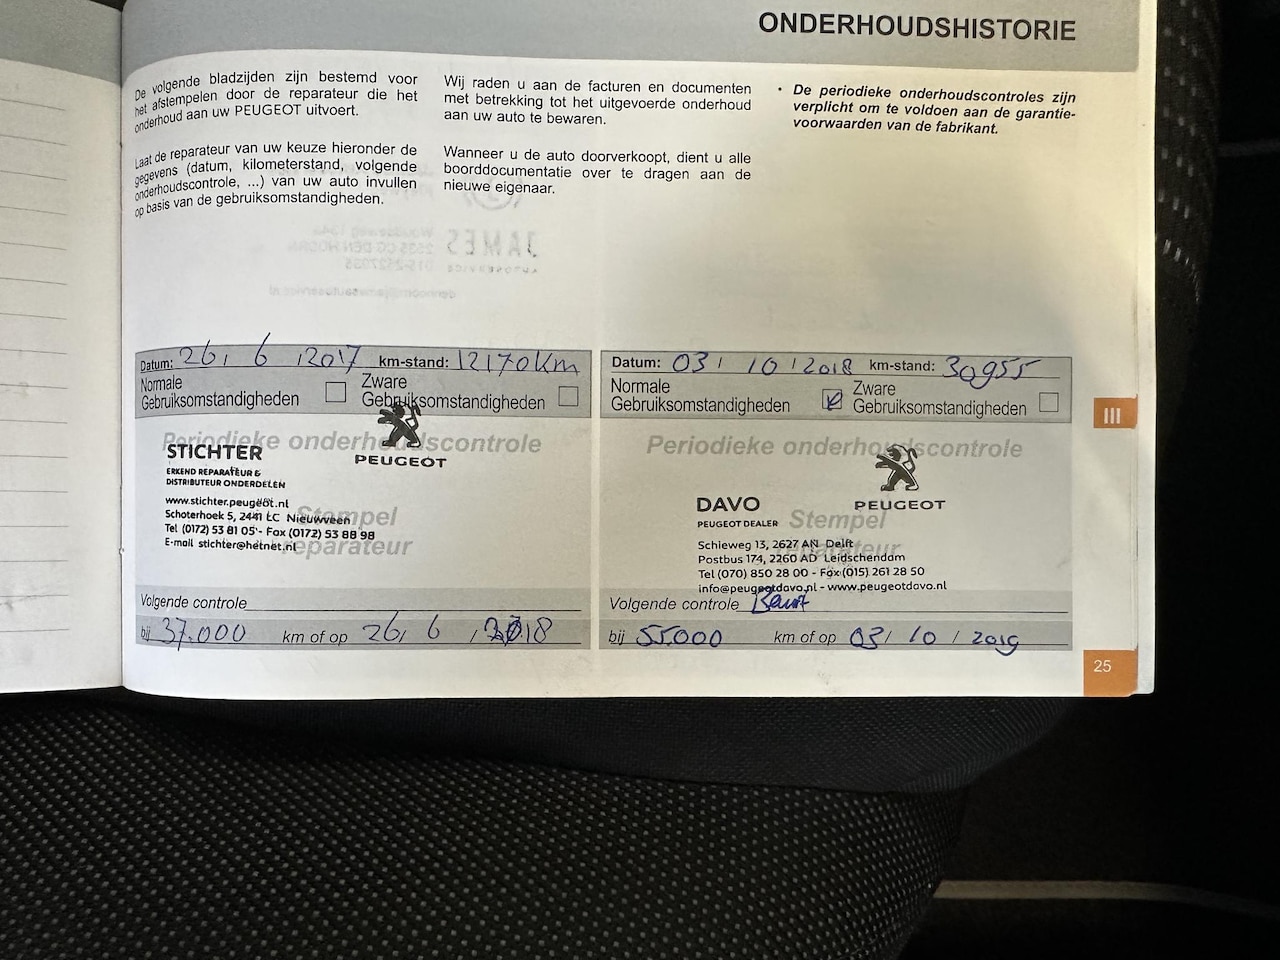 ONDERHOUDSHISTORIE
De volgende bladzijden zijn bestemd voor
het afstempelen door de reparateur die het
onderhoud aan uw PEUGEOT uitvoert.
Laat de reparateur van uw keuze hieronder de
gegevens (datum, kilometerstand, volgende
onderhoudscontrole, ...) van uw auto invullen
op basis van de gebruiksomstandigheden.
Wij raden u aan de facturen en documenten
met betrekking tot het uitgevoerde onderhoud
aan uw auto te bewaren.
Wanneer u de auto doorverkoopt, dient u alle
boorddocumentatie over te dragen aan de
nieuwe eigenaar.
• De periodieke onderhoudscontroles zijn
verplicht om te voldoen aan de garantie-
voorwaarden van de fabrikant.
JAMES
AUTOSERVICE
Datum: 26, 6 , 2017 km-stand: 12170 km
Normale
Gebruiksomstandigheden
Zware
Gebruiksomstandigheden
Periodieke onderhoudscontrole
PEUGEOT
STICHTER
ERKEND REPARATEUR &
DISTRIBUTEUR ONDERDELEN
www.stichter.peugeot.nl
Schoterhoek 5, 2441 LC Nieuwveen
Tel (0172) 53 81 05 - Fax (0172) 53 88 98
E-mail stichter@hetnet.nl
Stempel
reparateur
Volgende controle
bij 37.000 km of op 26, 6 , 2018
Datum: 03 / 10 / 2018 km-stand: 30955
Normale
Gebruiksomstandigheden
Zware
Gebruiksomstandigheden
Periodieke onderhoudscontrole
PEUGEOT
DAVO
PEUGEOT DEALER
Stempel
reparateur
Schieweg 13, 2627 AN Delft
Postbus 174, 2260 AD Leidschendam
Tel (070) 850 28 00 - Fax (015) 261 28 50
info@peugeotdavo.nl - www.peugeotdavo.nl
Volgende controle
bij 55.000 km of op 03 / 10 / 2019
III
25